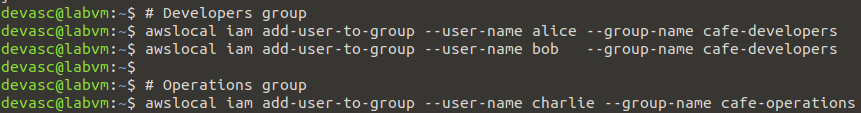 devasc@labvm:~$ # Developers group
devasc@labvm:~$ awslocal iam add-user-to-group --user-name alice --group-name cafe-developers
devasc@labvm:~$ awslocal iam add-user-to-group --user-name bob   --group-name cafe-developers
devasc@labvm:~$
devasc@labvm:~$ # Operations group
devasc@labvm:~$ awslocal iam add-user-to-group --user-name charlie --group-name cafe-operations